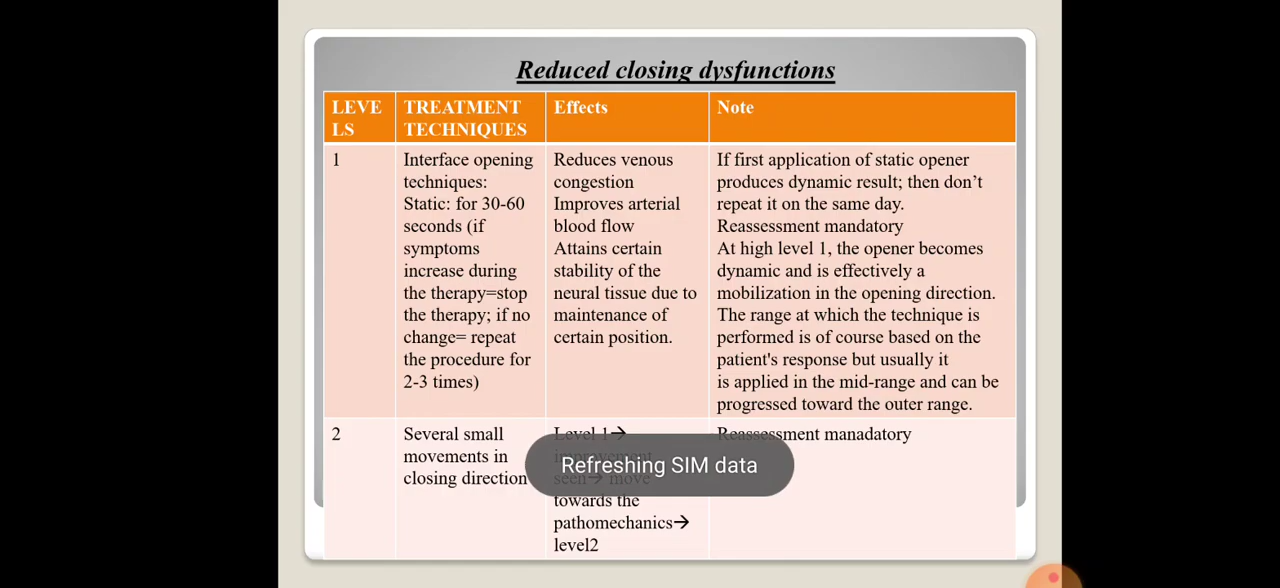 Reduced closing dysfunctions
LEVE
LS
TREATMENT
TECHNIQUES
Effects
Note
1
Interface opening
techniques:
Static: for 30-60
seconds (if
symptoms
increase during
the therapy=stop
the therapy; if no
change= repeat
the procedure for
2-3 times)
Reduces venous
congestion
Improves arterial
blood flow
Attains certain
stability of the
neural tissue due to
maintenance of
certain position.
If first application of static opener
produces dynamic result; then don't
repeat it on the same day.
Reassessment mandatory
At high level 1, the opener becomes
dynamic and is effectively a
mobilization in the opening direction.
The range at which the technique is
performed is of course based on the
patient's response but usually it
is applied in the mid-range and can be
progressed toward the outer range.
2
Several small
movements in
closing direction
Level 1→
improvement
seen→ move
towards the
pathomechanics→
level2
Reassessment manadatory
Refreshing SIM data